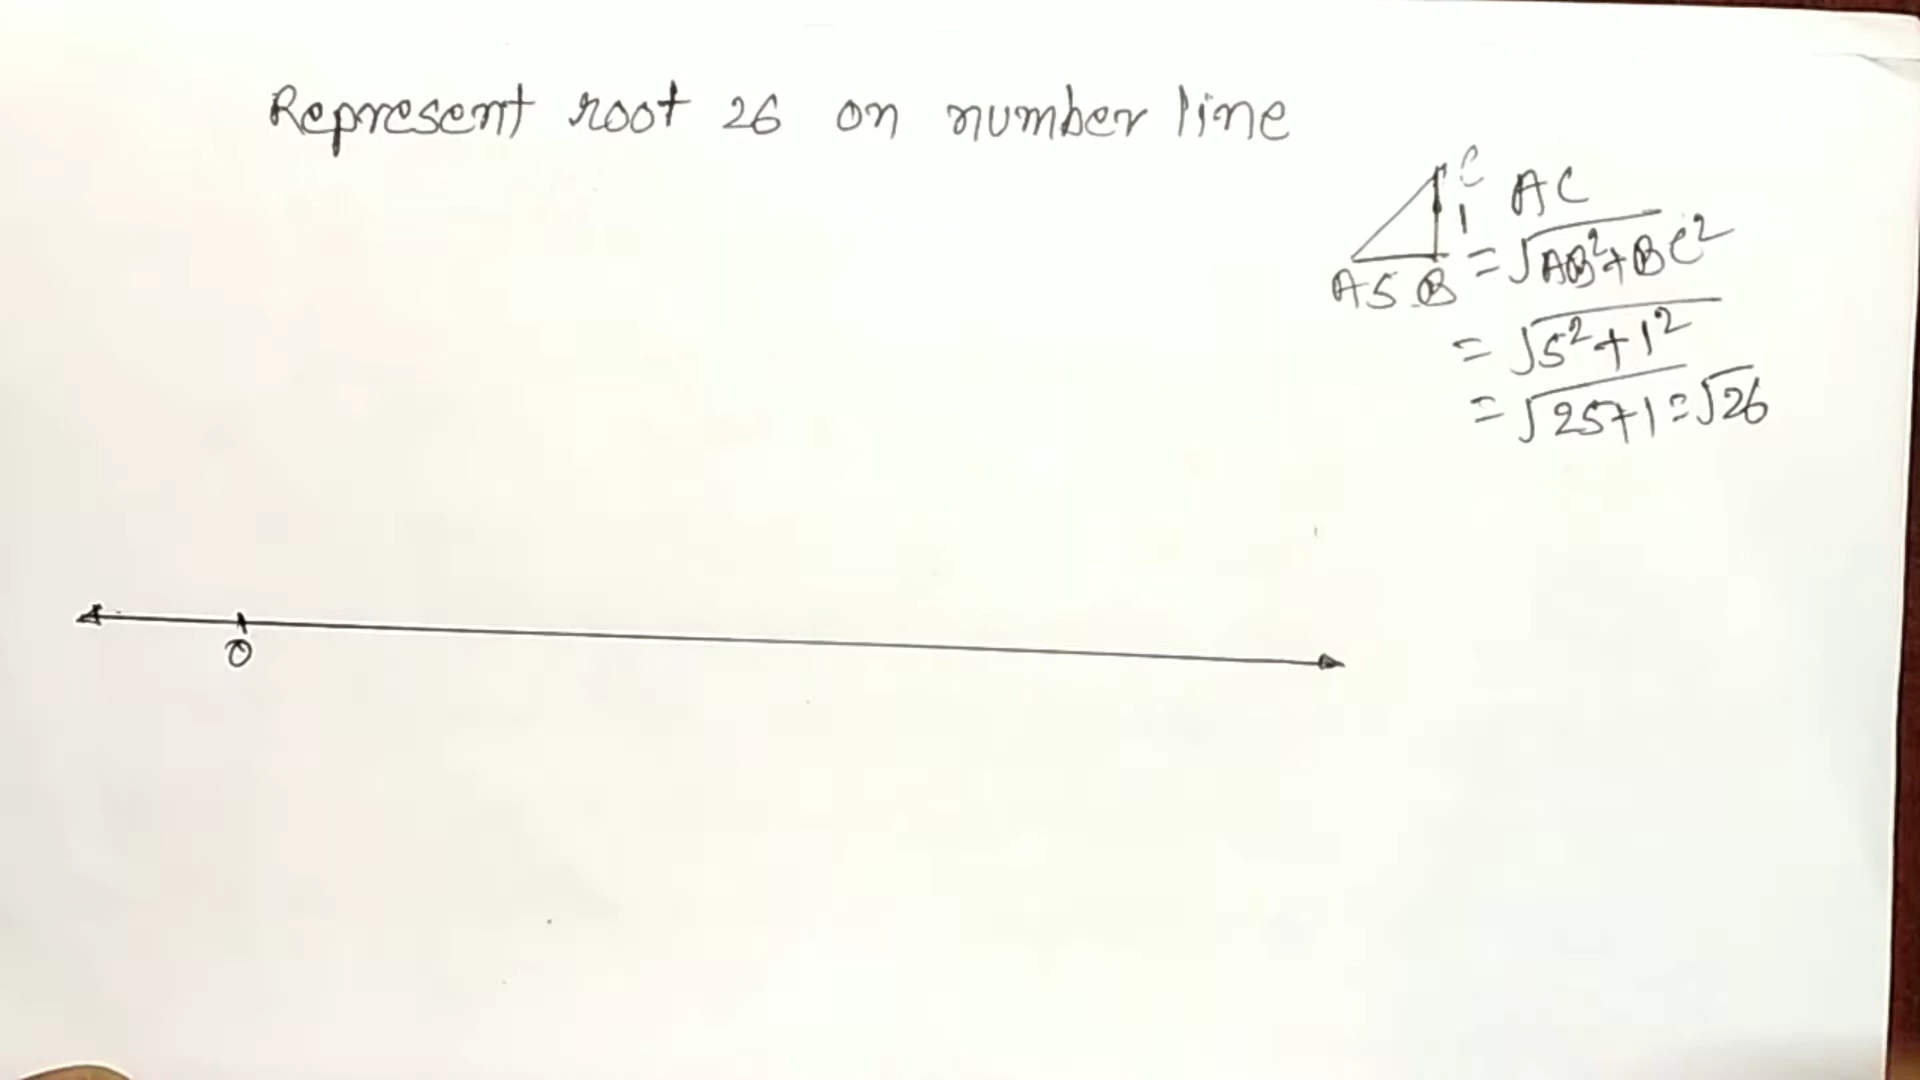 Represent root 26 on number line
C
1
A 5 B
AC
= √AB²+BC²
= √5²+1²
= √25+1 = √26
0